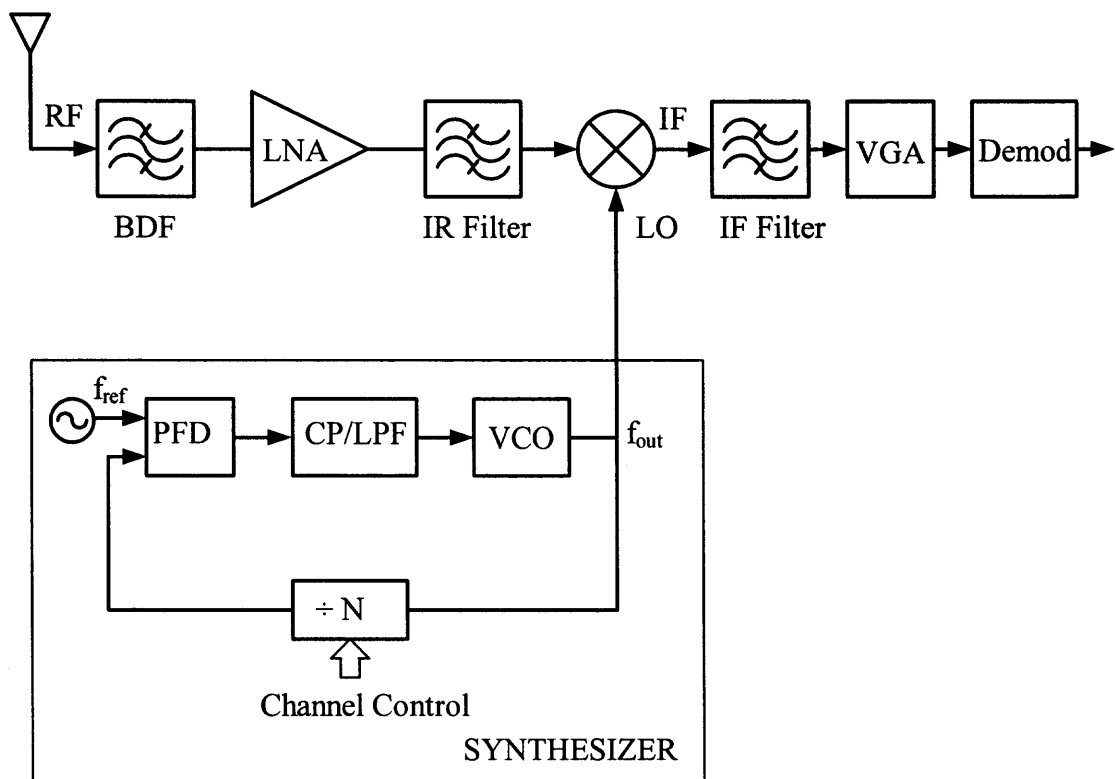 RF
BDF
LNA
IR Filter
IF
LO
IF Filter
VGA
Demod
f_ref
PFD
CP/LPF
VCO
f_out
÷ N
Channel Control
SYNTHESIZER